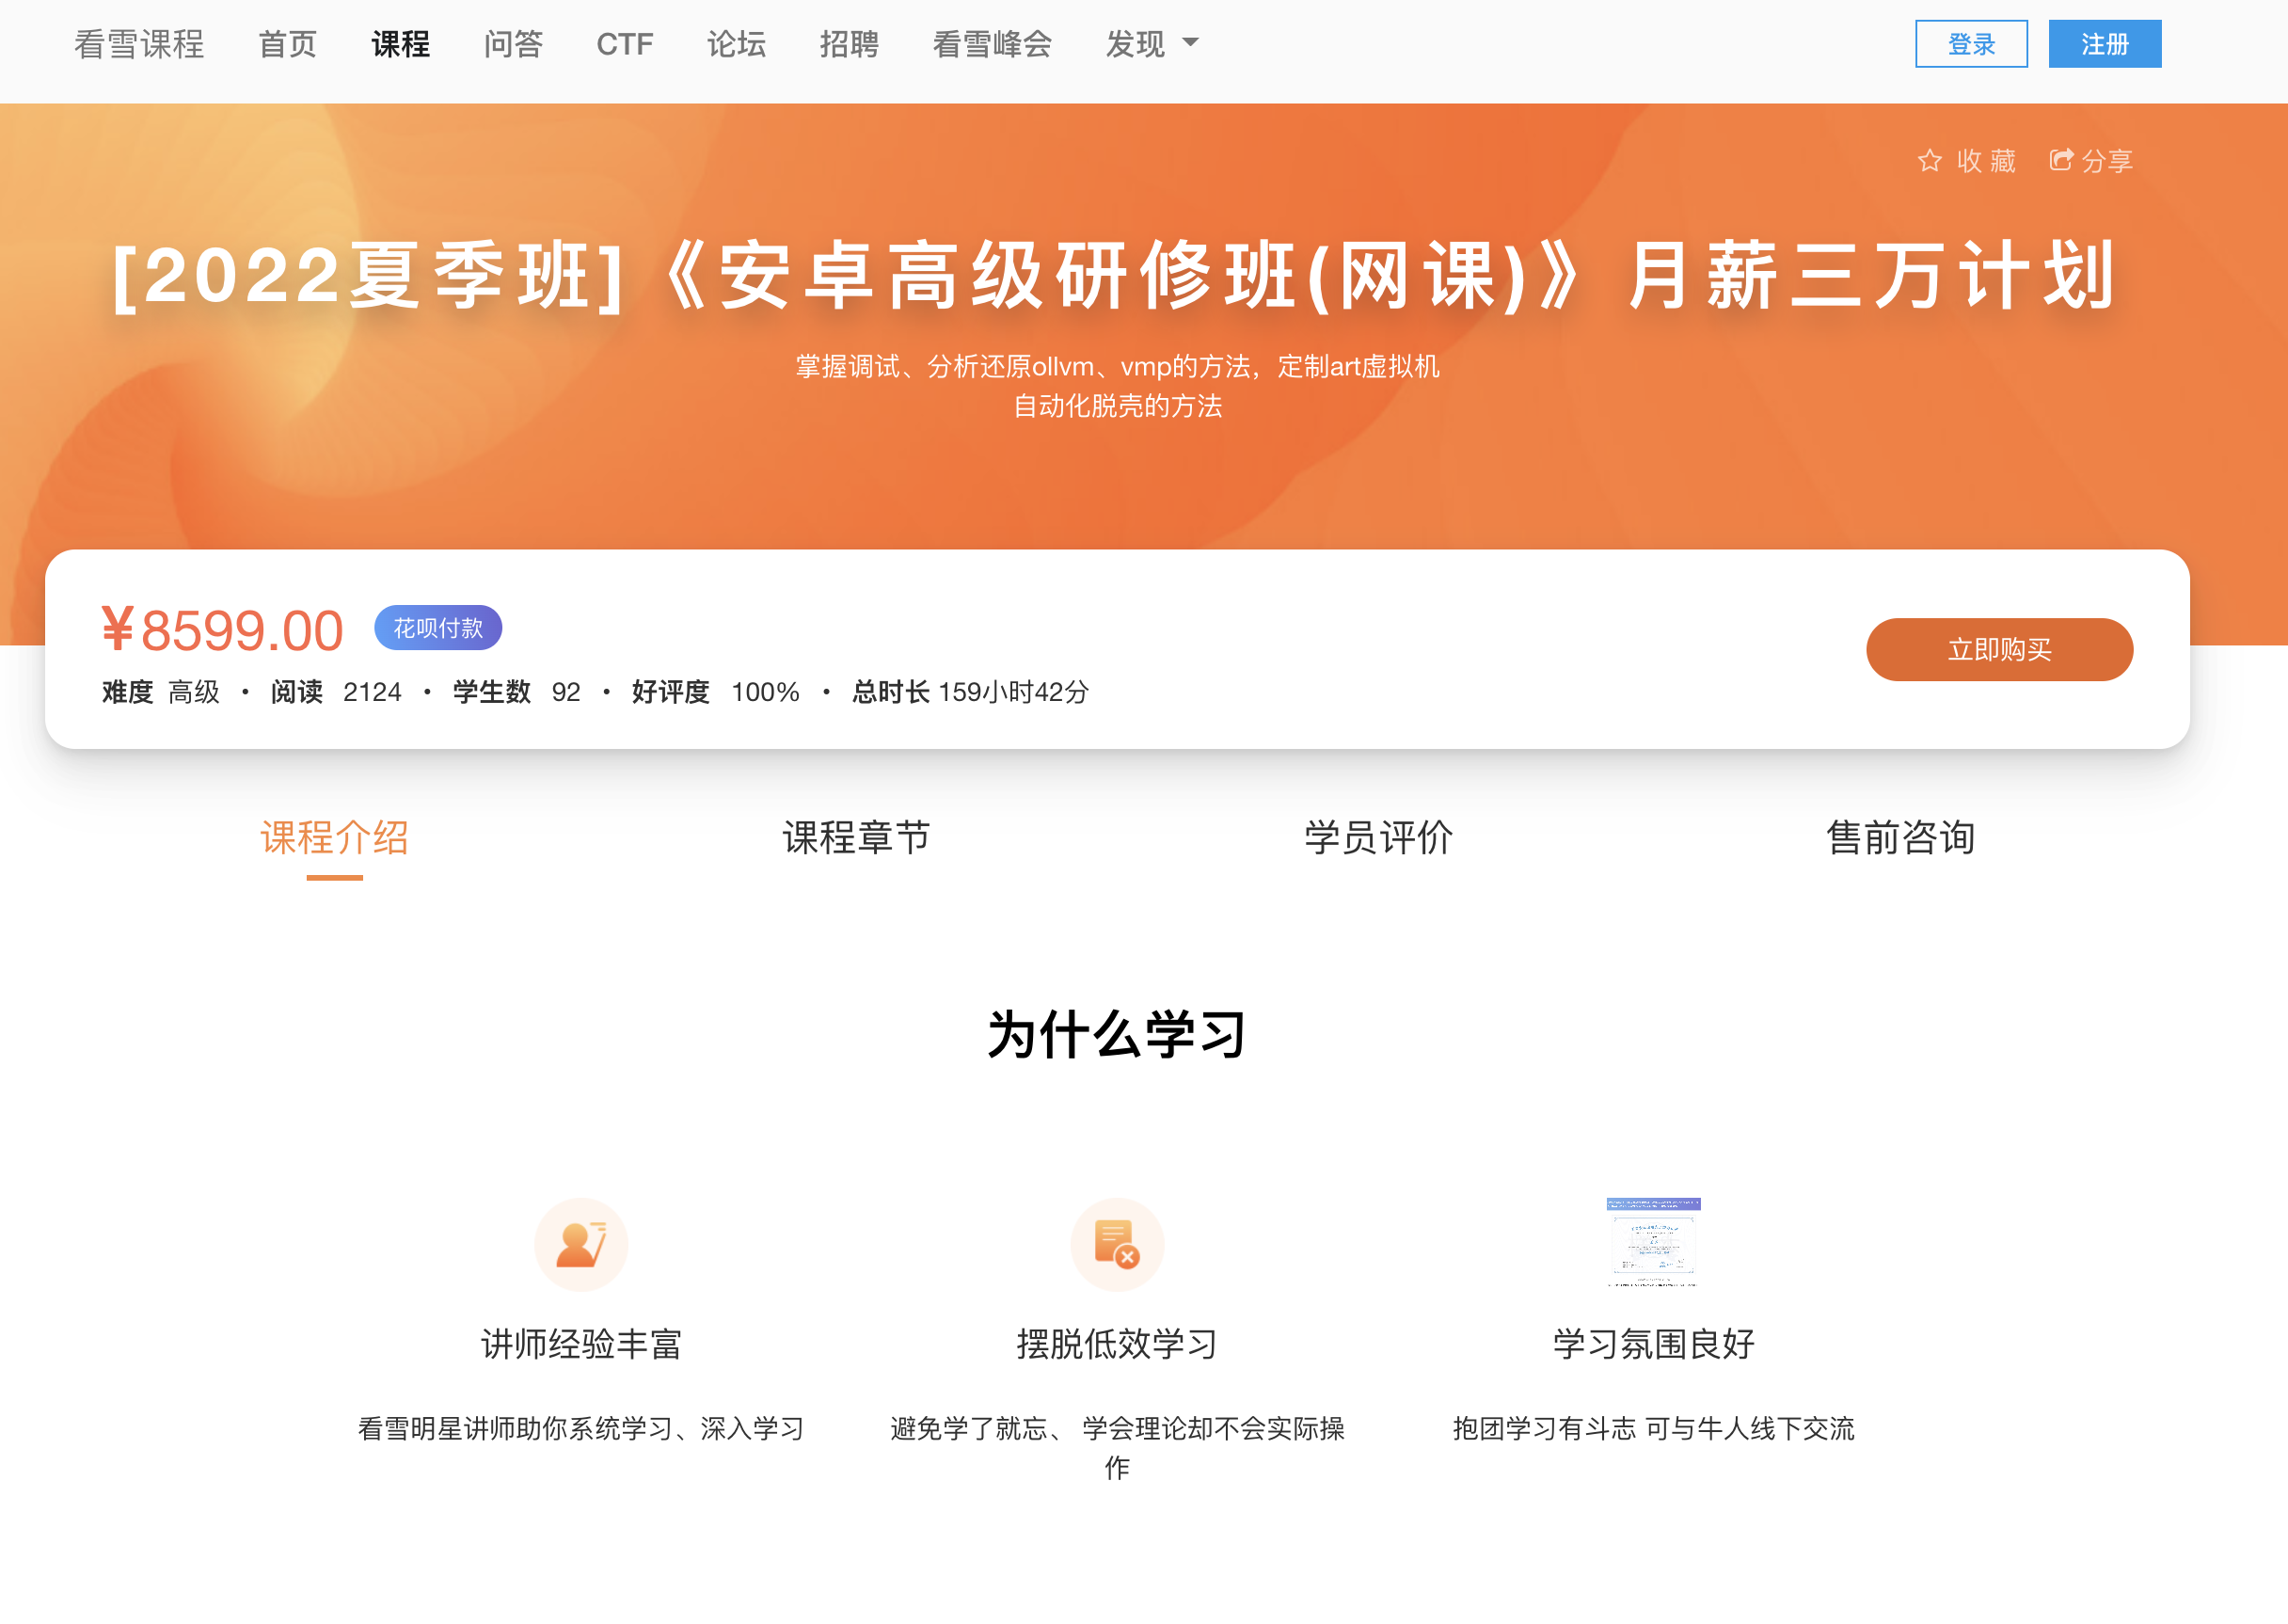 看雪课程 首页 课程 问答 CTF 论坛 招聘 看雪峰会 发现 登录 注册
收 藏 分享
[2022夏季班]《安卓高级研修班(网课)》月薪三万计划
掌握调试、分析还原ollvm、vmp的方法，定制art虚拟机
自动化脱壳的方法
¥8599.00 花呗付款
立即购买
难度 高级 • 阅读 2124 • 学生数 92 • 好评度 100% • 总时长 159小时42分
课程介绍 课程章节 学员评价 售前咨询
为什么学习
讲师经验丰富 摆脱低效学习 学习氛围良好
看雪明星讲师助你系统学习、深入学习
避免学了就忘、 学会理论却不会实际操
作
抱团学习有斗志 可与牛人线下交流